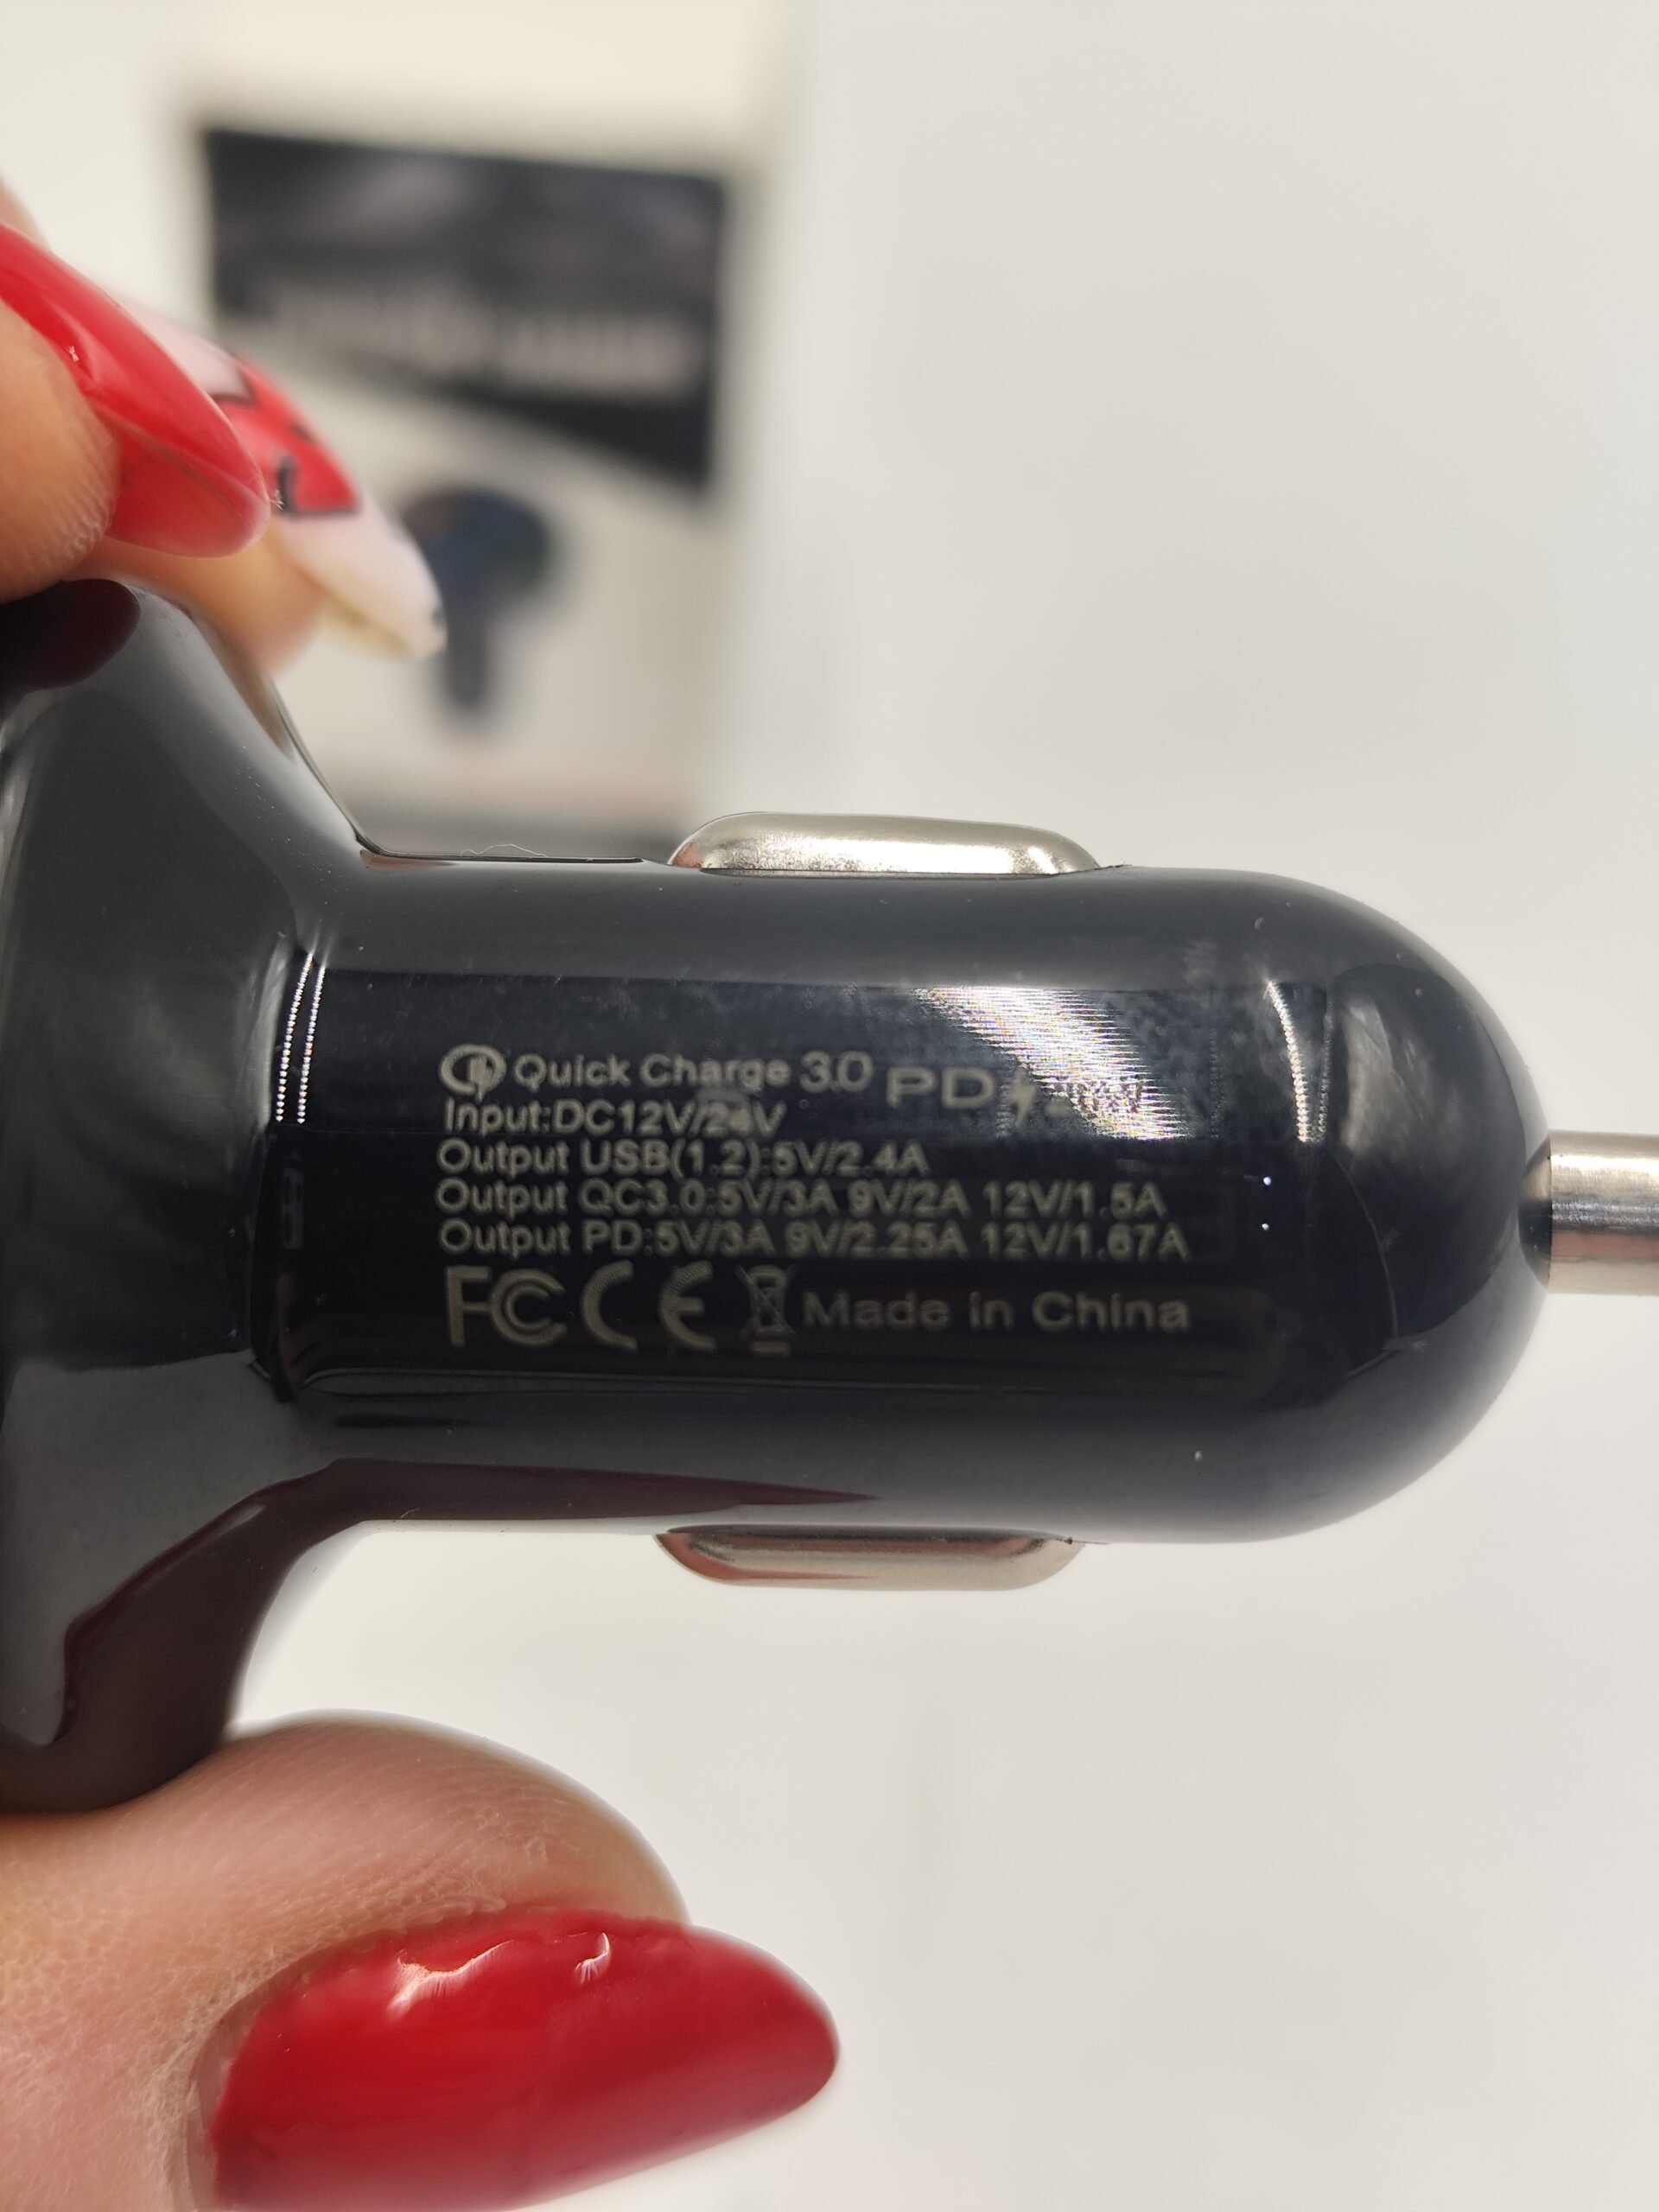 Quick Charge 3.0 PD
Input:DC12V/24V
Output USB(1.2):5V/2.4A
Output QC3.0:5V/3A 9V/2A 12V/1.5A
Output PD:5V/3A 9V/2.25A 12V/1.67A
FC CE Made in China